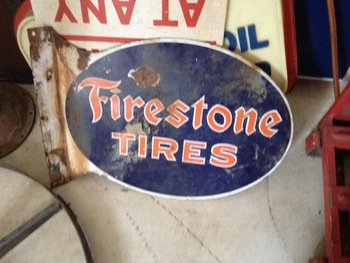 AT ANY
OIL
Firestone
TIRES